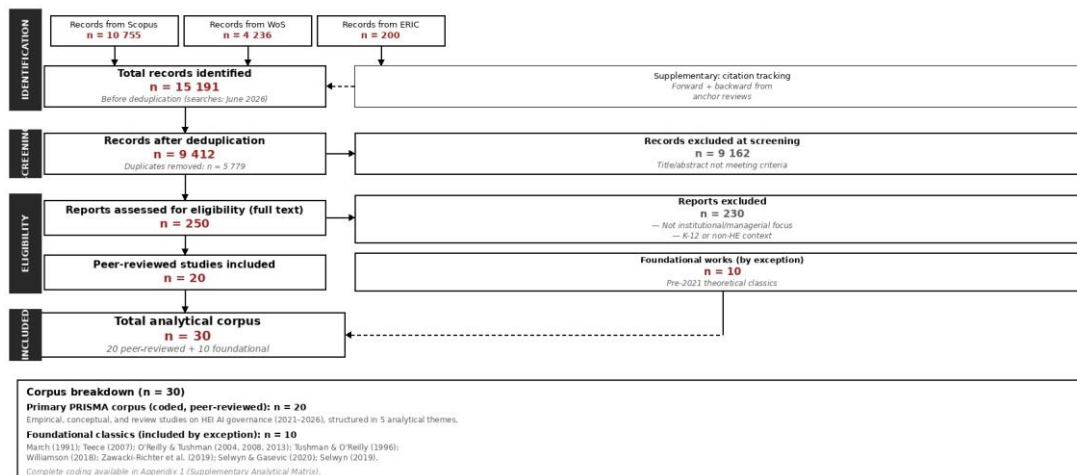 IDENTIFICATION
Records from Scopus
n = 10 755
Records from WoS
n = 4 236
Records from ERIC
n = 200
Total records identified
n = 15 191
Before deduplication (searches: June 2026)
Supplementary: citation tracking
Forward + backward from
anchor reviews
CREENING
Records after deduplication
n = 9 412
Duplicates removed: n = 5 779
Records excluded at screening
n = 9 162
Title/abstract not meeting criteria
ELIGIBILITY
Reports assessed for eligibility (full text)
n = 250
Reports excluded
n = 230
— Not institutional/managerial focus
— K-12 or non-HE context
Peer-reviewed studies included
n = 20
Foundational works (by exception)
n = 10
Pre-2021 theoretical classics
INCLUDED
Total analytical corpus
n = 30
20 peer-reviewed + 10 foundational
Corpus breakdown (n = 30)
Primary PRISMA corpus (coded, peer-reviewed): n = 20
Empirical, conceptual, and review studies on HEI AI governance (2021–2026), structured in 5 analytical themes.
Foundational classics (included by exception): n = 10
March (1991); Teece (2007); O'Reilly & Tushman (2004, 2008, 2013); Tushman & O'Reilly (1996);
Williamson (2018); Zawacki-Richter et al. (2019); Selwyn & Gasevic (2020); Selwyn (2019).
Complete coding available in Appendix 1 (Supplementary Analytical Matrix).